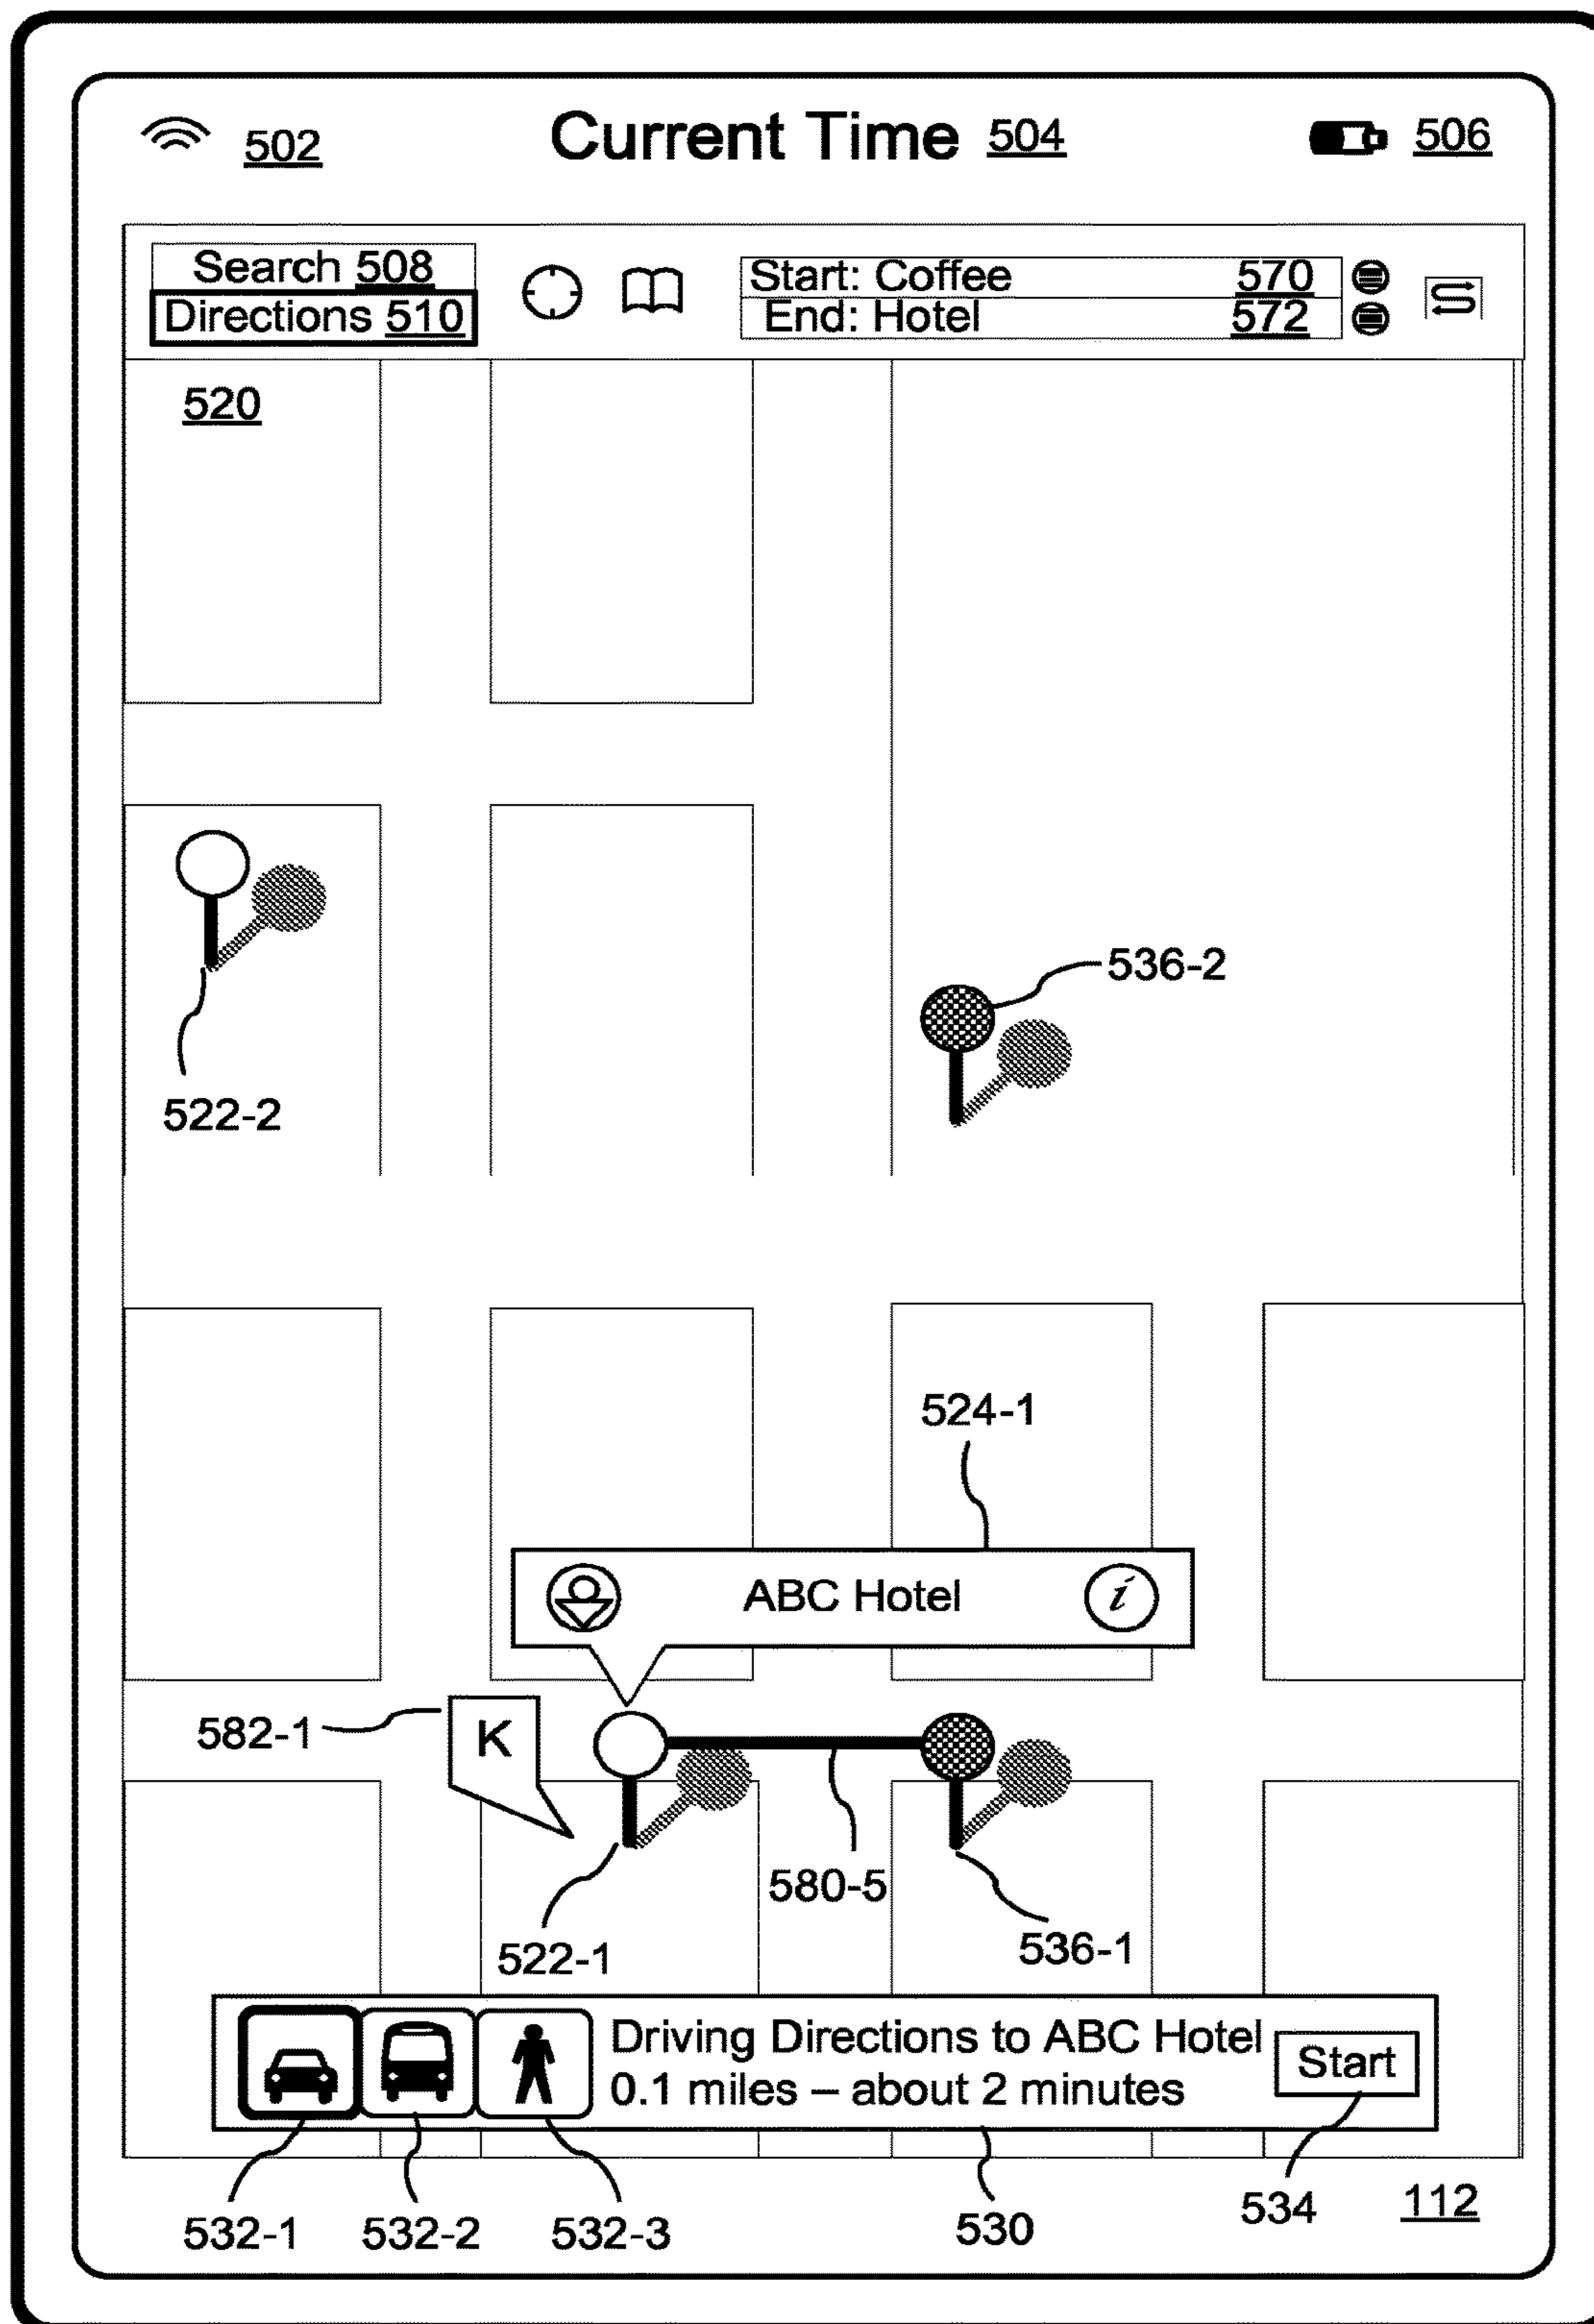 502
Current Time 504
506
Search 508
Directions 510
Start: Coffee 570
End: Hotel 572
520
536-2
522-2
524-1
ABC Hotel i
582-1
K
580-5
522-1
536-1
Driving Directions to ABC Hotel
0.1 miles – about 2 minutes
Start
532-1
532-2
532-3
530
534
112